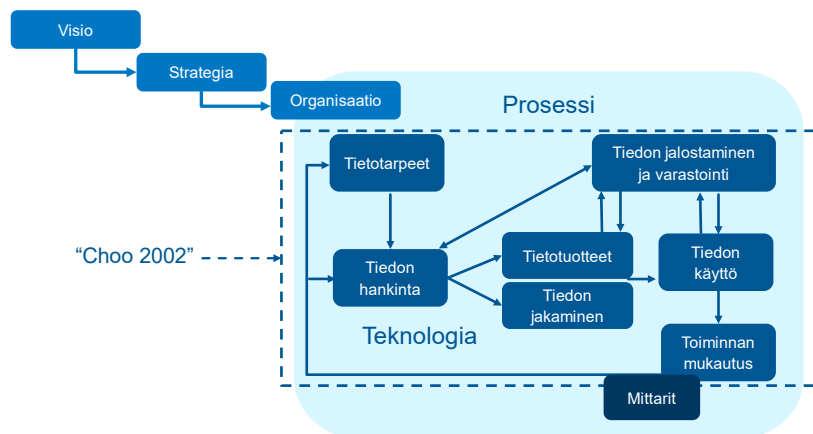 Visio
Strategia
Organisaatio
Prosessi
Tietotarpeet
Tiedon jalostaminen
ja varastointi
“Choo 2002”
Tiedon
hankinta
Tietotuotteet
Tiedon
jakaminen
Tiedon
käyttö
Teknologia
Toiminnan
mukautus
Mittarit